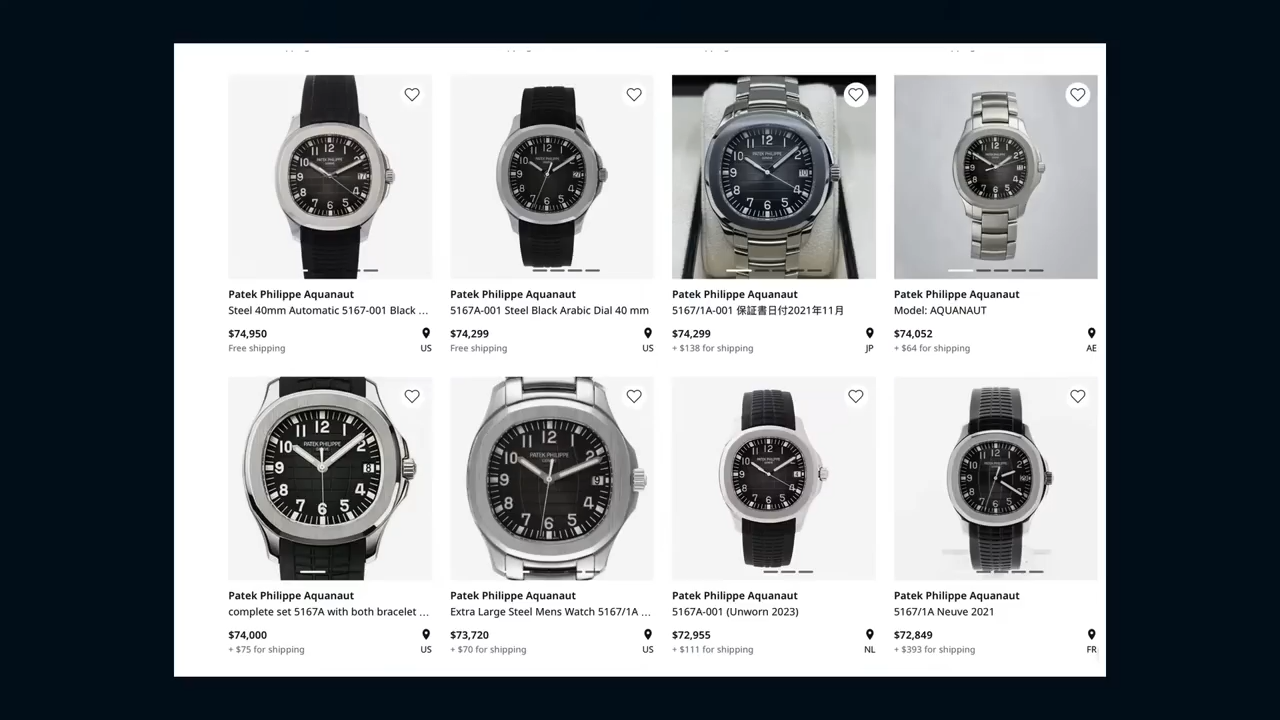 Patek Philippe Aquanaut
Steel 40mm Automatic 5167-001 Black ...
$74,950
Free shipping
US
Patek Philippe Aquanaut
5167A-001 Steel Black Arabic Dial 40 mm
$74,299
Free shipping
US
Patek Philippe Aquanaut
5167/1A-001 保証書日付2021年11月
$74,299
+ $138 for shipping
JP
Patek Philippe Aquanaut
Model: AQUANAUT
$74,052
+ $64 for shipping
AE
PATEK PHILIPPE
PATEK PHILIPPE
Patek Philippe Aquanaut
complete set 5167A with both bracelet ...
$74,000
+ $75 for shipping
US
Patek Philippe Aquanaut
Extra Large Steel Mens Watch 5167/1A ...
$73,720
+ $70 for shipping
US
Patek Philippe Aquanaut
5167A-001 (Unworn 2023)
$72,955
+ $111 for shipping
NL
Patek Philippe Aquanaut
5167/1A Neuve 2021
$72,849
+ $393 for shipping
FR